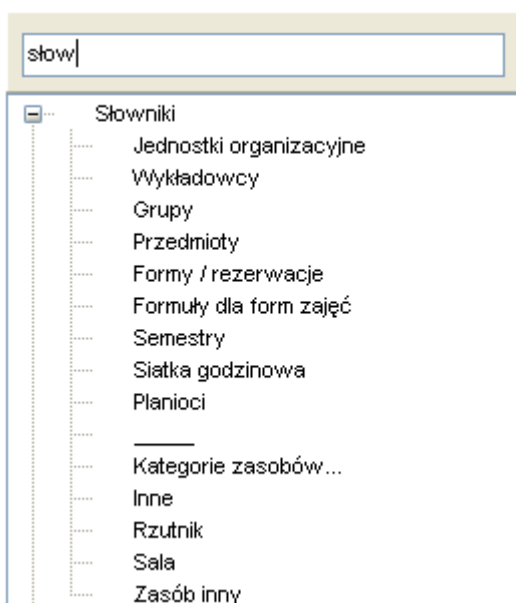 słow
Słowniki
Jednostki organizacyjne
Wykładowcy
Grupy
Przedmioty
Formy / rezerwacje
Formuły dla form zajęć
Semestry
Siatka godzinowa
Planioci
_____
Kategorie zasobów...
Inne
Rzutnik
Sala
Zasób inny